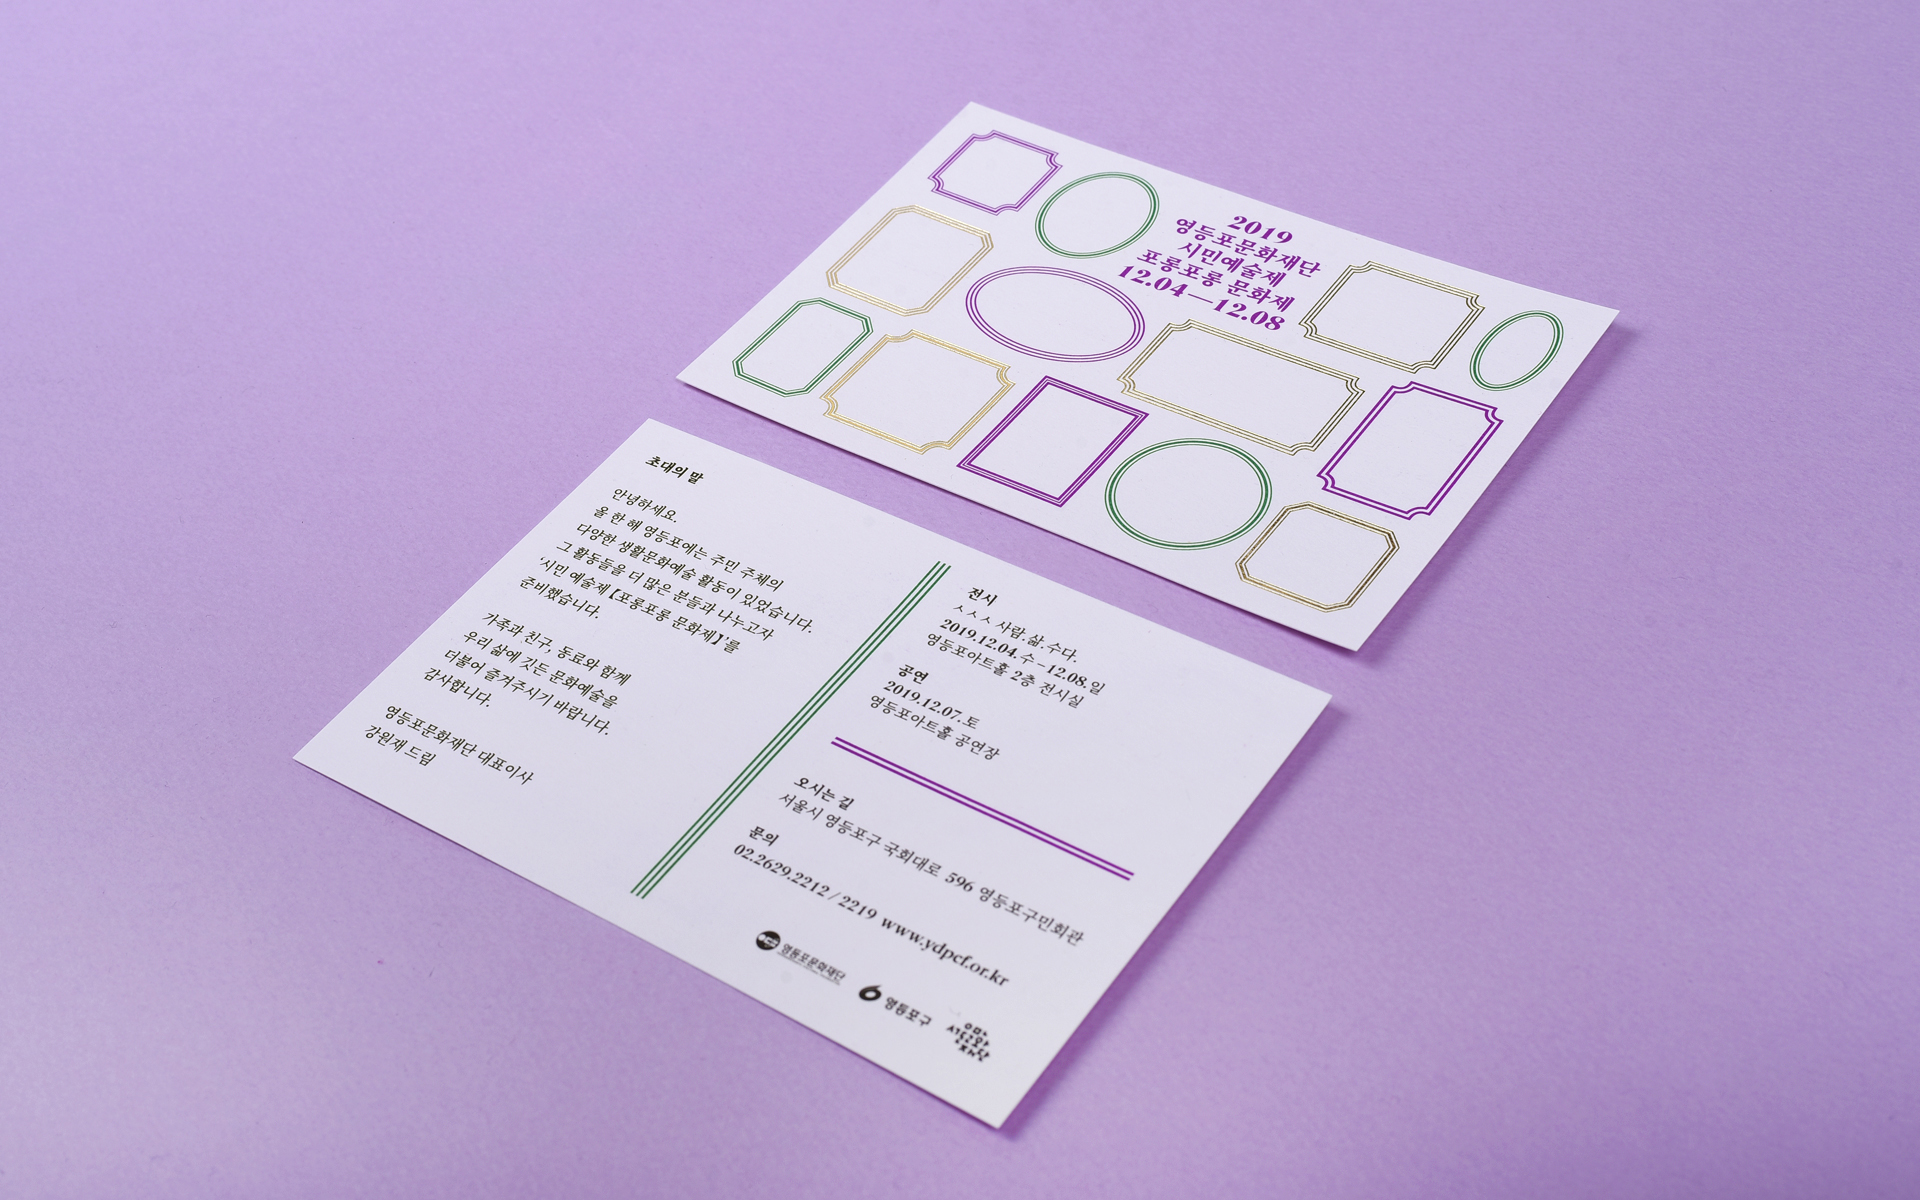 2019
영등포문화재단
시민예술제
포롱포롱 문화제
12.04—12.08
초대의 말
안녕하세요.
올 한 해 영등포에는 주민 주체의
다양한 생활문화예술 활동이 있었습니다.
그 활동들을 더 많은 분들과 나누고자
‘시민 예술제 【포롱포롱 문화제】’를
준비했습니다.
가족과 친구, 동료와 함께
우리 삶에 깃든 문화예술을
더불어 즐겨주시기 바랍니다.
감사합니다.
영등포문화재단 대표이사
강원재 드림
전시
ㅅㅅㅅ 사람.삶.수다.
2019.12.04.수–12.08.일
영등포아트홀 2층 전시실
공연
2019.12.07.토
영등포아트홀 공연장
오시는 길
서울시 영등포구 국회대로 596 영등포구민회관
문의
02.2629.2212 / 2219 www.ydpcf.or.kr
영등포문화재단
영등포구
서울문화재단